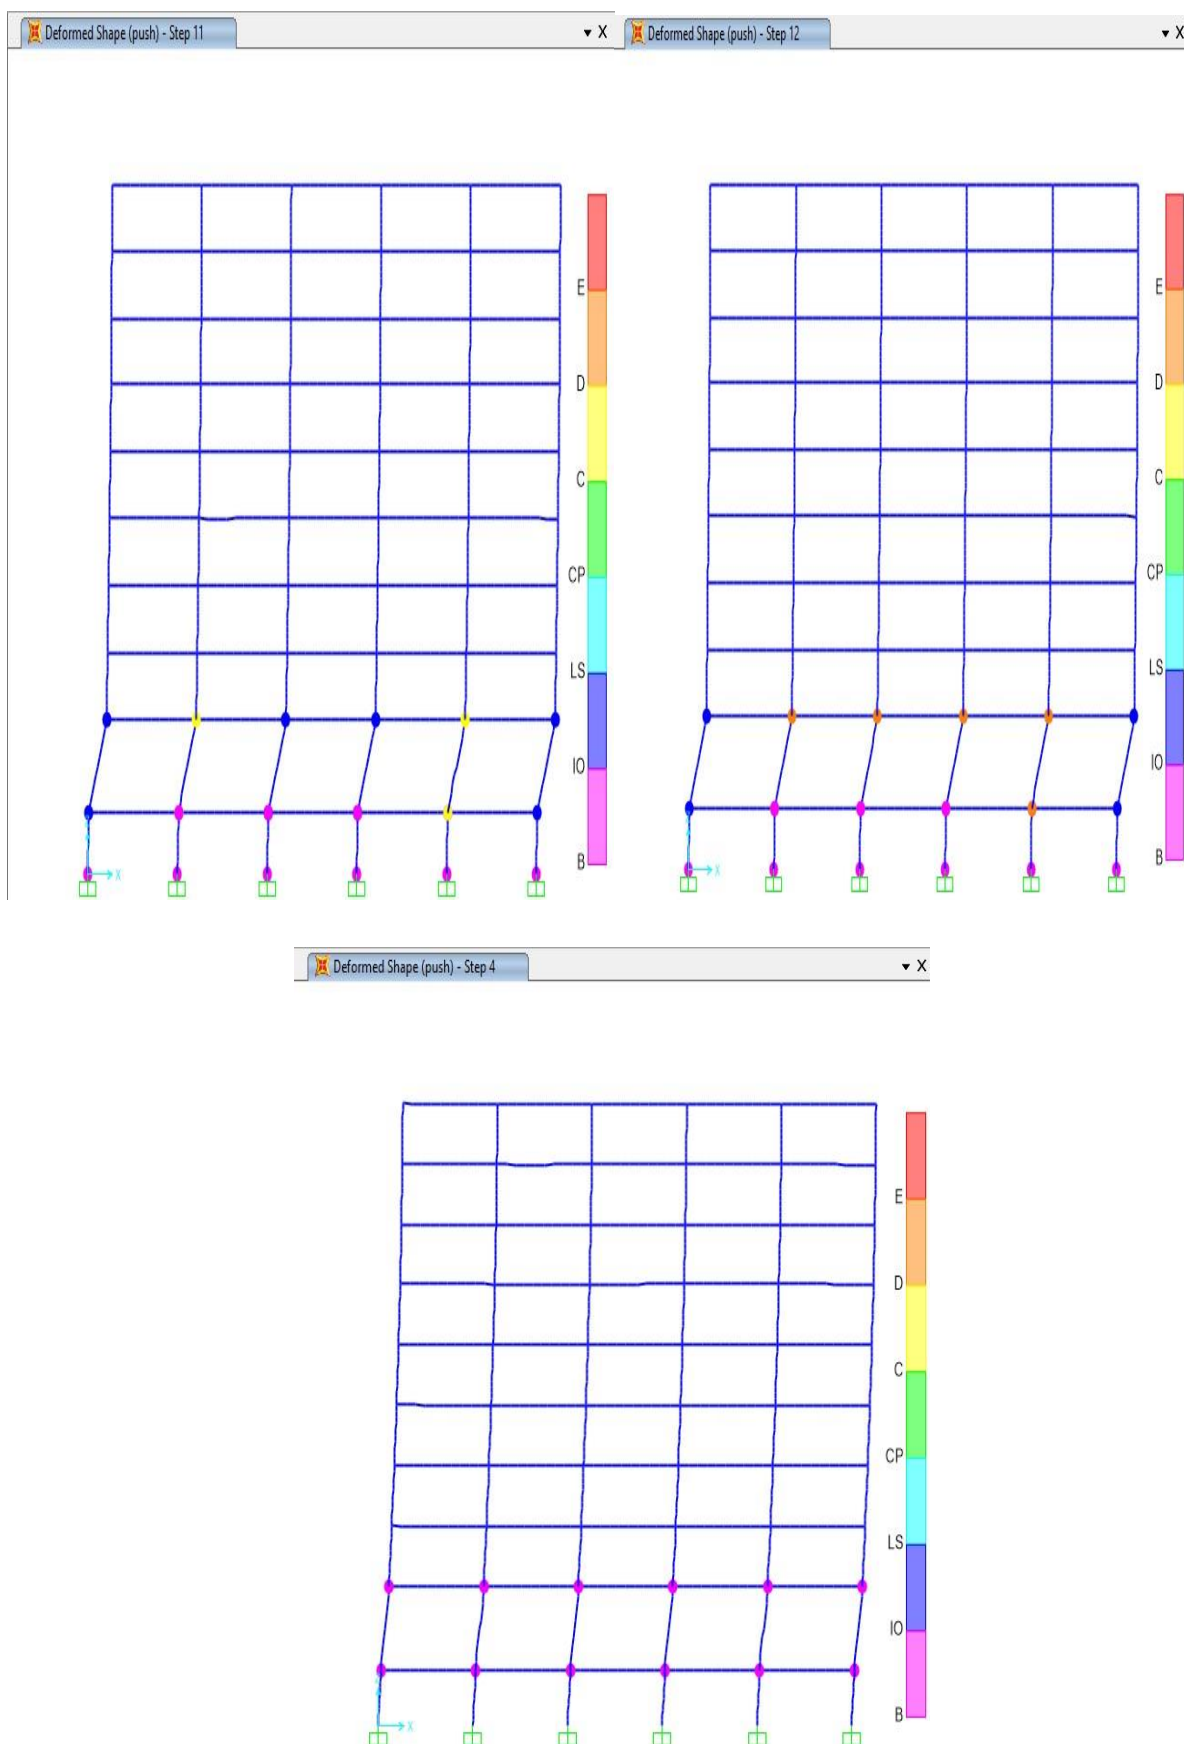 Deformed Shape (push) - Step 11
X
E
D
C
CP
LS
IO
B
X
Deformed Shape (push) - Step 12
X
E
D
C
CP
LS
IO
B
X
Deformed Shape (push) - Step 4
X
E
D
C
CP
LS
IO
B
X